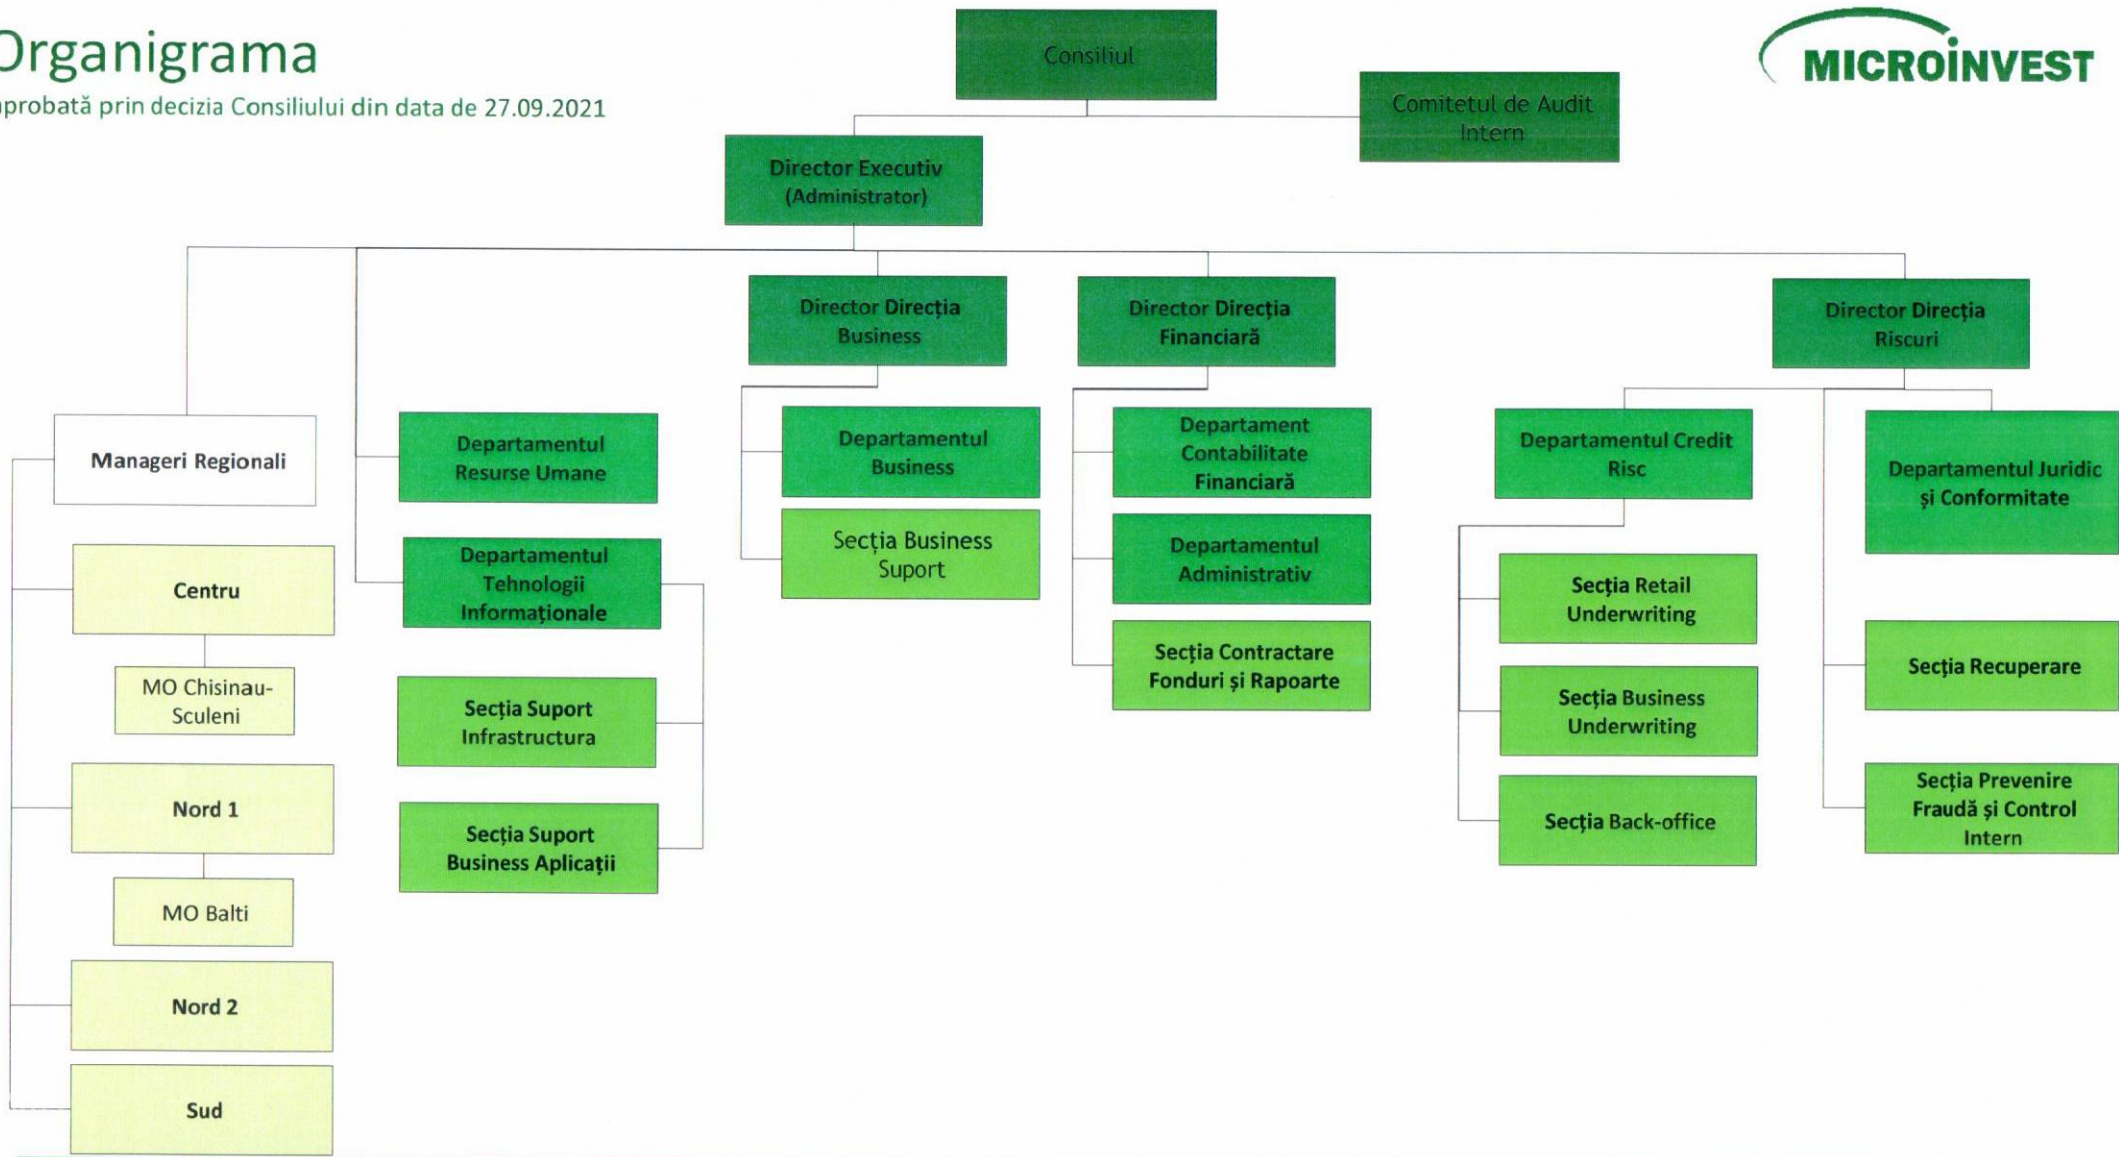 Organigrama
aprobată prin decizia Consiliului din data de 27.09.2021
MICROINVEST
Consiliul
Comitetul de Audit
Intern
Director Executiv
(Administrator)
Director Direcția
Business
Director Direcția
Financiară
Director Direcția
Riscuri
Manageri Regionali
Centru
MO Chisinau-
Sculeni
Nord 1
MO Balti
Nord 2
Sud
Departamentul
Resurse Umane
Departamentul
Tehnologii
Informaționale
Secția Suport
Infrastructura
Secția Suport
Business Aplicații
Departamentul
Business
Secția Business
Suport
Departament
Contabilitate
Financiară
Departamentul
Administrativ
Secția Contractare
Fonduri și Rapoarte
Departamentul Credit
Risc
Secția Retail
Underwriting
Secția Business
Underwriting
Secția Back-office
Departamentul Juridic
și Conformitate
Secția Recuperare
Secția Prevenire
Fraudă și Control
Intern